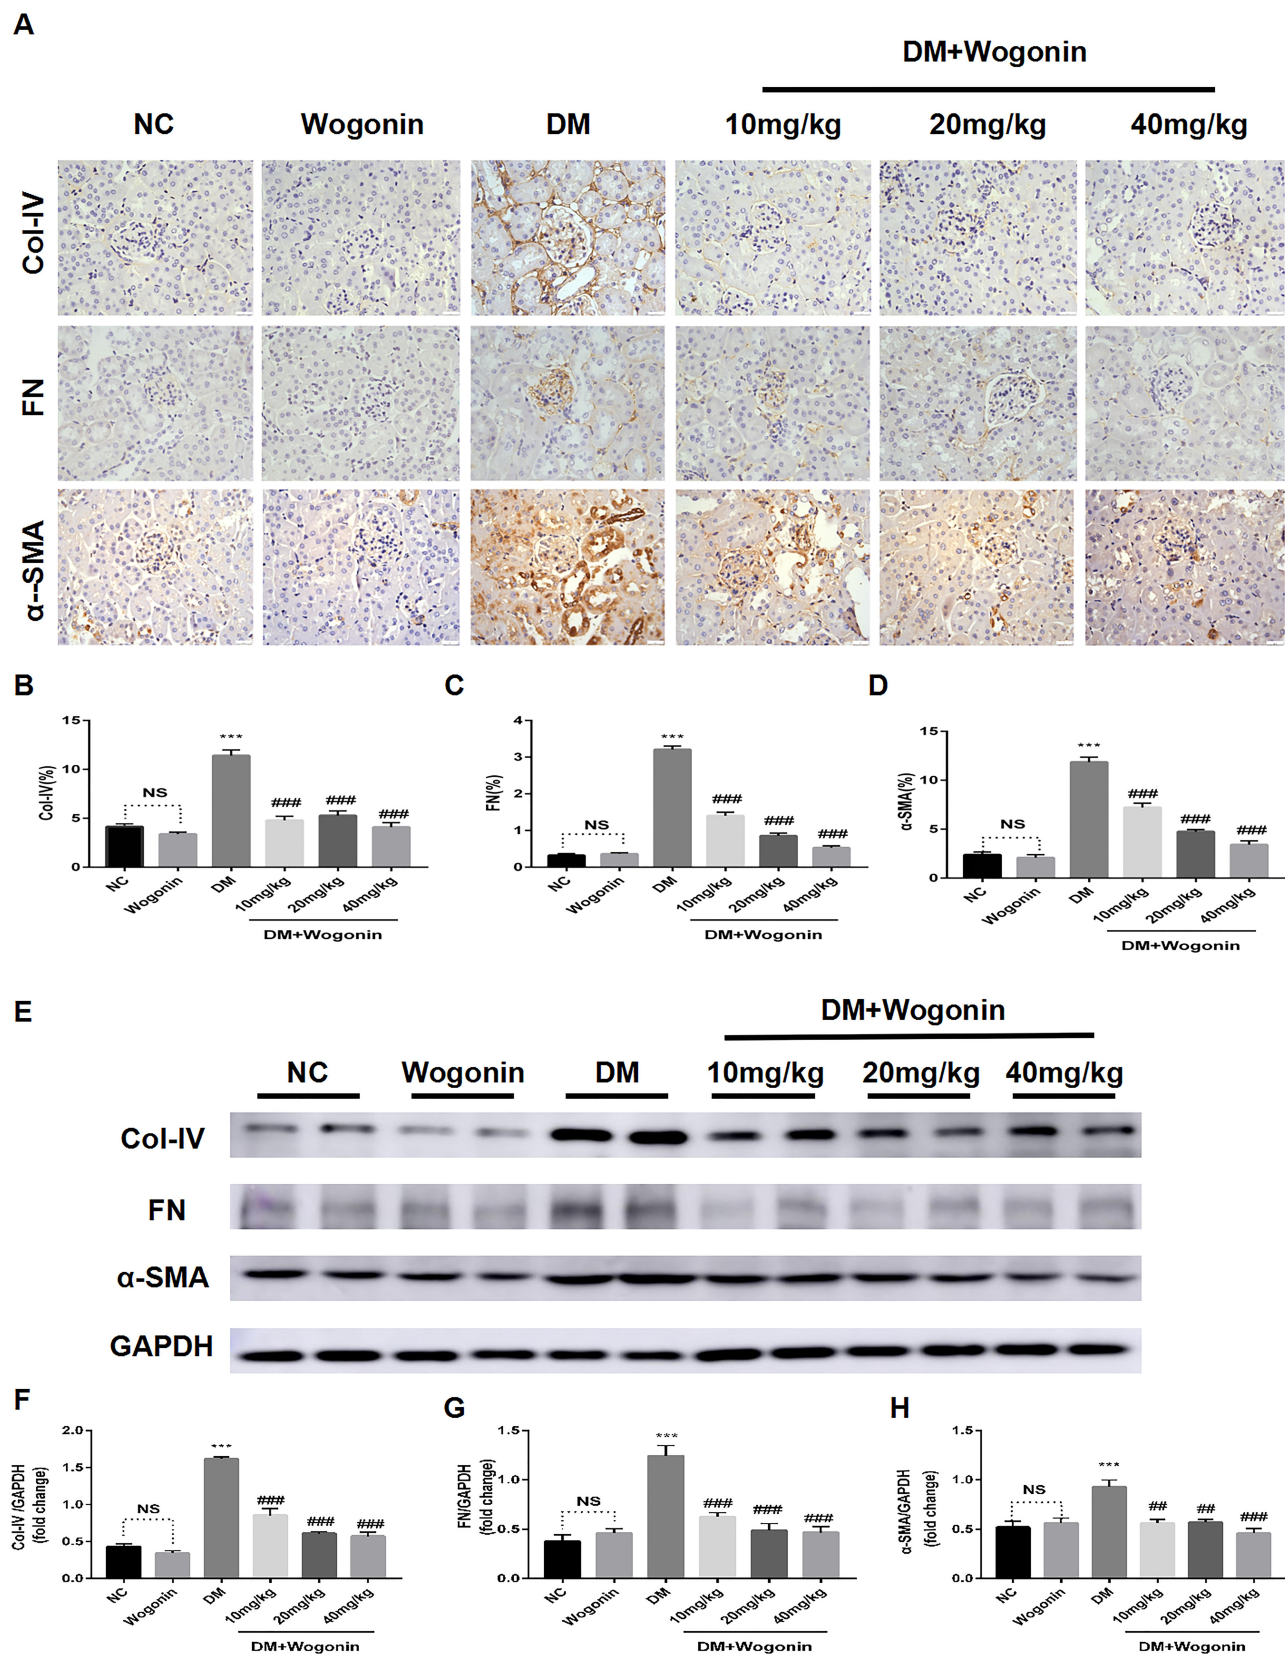 A
DM+Wogonin
NC Wogonin DM 10mg/kg 20mg/kg 40mg/kg
Col-IV
FN
α--SMA
B
Col-IV(%)
15
10
5
0
NS
***
###
###
###
NC
Wogonin
DM
10mg/kg
20mg/kg
40mg/kg
DM+Wogonin
C
FN(%)
4
3
2
1
0
NS
***
###
###
###
NC
Wogonin
DM
10mg/kg
20mg/kg
40mg/kg
DM+Wogonin
D
α-SMA(%)
15
10
5
0
NS
***
###
###
###
NC
Wogonin
DM
10mg/kg
20mg/kg
40mg/kg
DM+Wogonin
E
DM+Wogonin
NC Wogonin DM 10mg/kg 20mg/kg 40mg/kg
Col-IV
FN
α-SMA
GAPDH
F
Col-IV /GAPDH
(fold change)
2.0
1.5
1.0
0.5
0.0
NS
***
###
###
###
NC
Wogonin
DM
10mg/kg
20mg/kg
40mg/kg
DM+Wogonin
G
FN/GAPDH
(fold change)
1.5
1.0
0.5
0.0
NS
***
###
###
###
NC
Wogonin
DM
10mg/kg
20mg/kg
40mg/kg
DM+Wogonin
H
α-SMA/GAPDH
(fold change)
1.5
1.0
0.5
0.0
NS
***
##
##
###
NC
Wogonin
DM
10mg/kg
20mg/kg
40mg/kg
DM+Wogonin